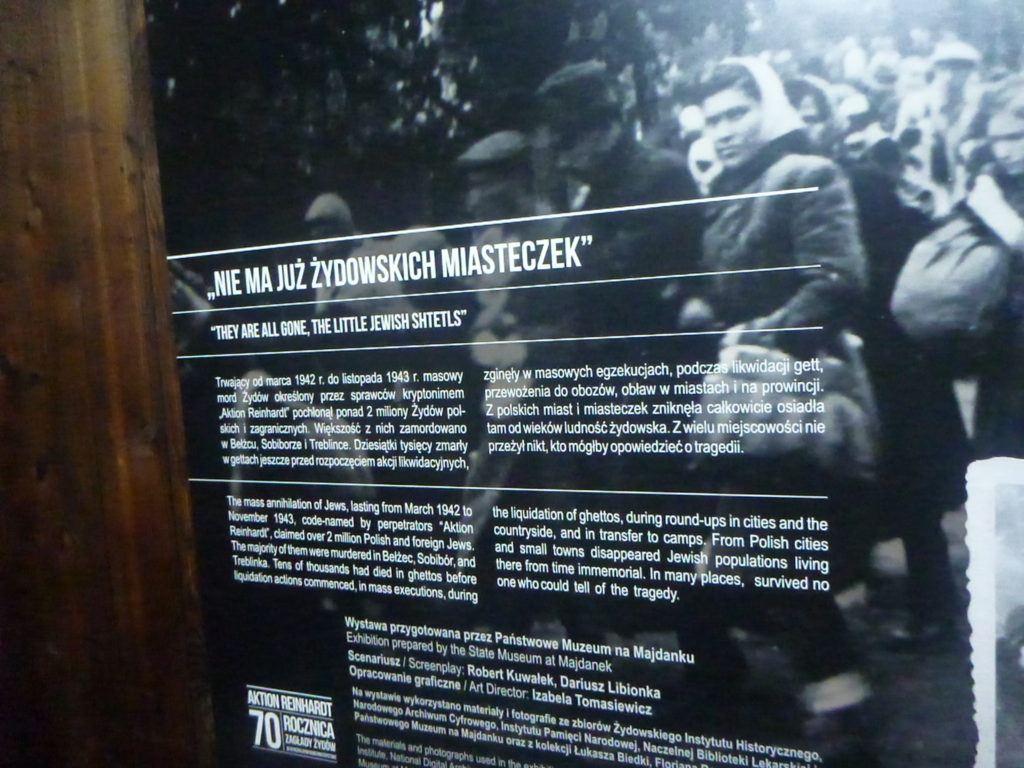 „NIE MA JUŻ ŻYDOWSKICH MIASTECZEK”
“THEY ARE ALL GONE, THE LITTLE JEWISH SHTETLS”
Trwający od marca 1942 r. do listopada 1943 r. masowy
mord Żydów określony przez sprawców kryptonimem
„Aktion Reinhardt” pochłonął ponad 2 miliony Żydów pol-
skich i zagranicznych. Większość z nich zamordowano
w Bełżcu, Sobiborze i Treblince. Dziesiątki tysięcy zmarły
w gettach jeszcze przed rozpoczęciem akcji likwidacyjnych,
zginęły w masowych egzekucjach, podczas likwidacji gett,
przewożenia do obozów, obław w miastach i na prowincji.
Z polskich miast i miasteczek zniknęła całkowicie osiadła
tam od wieków ludność żydowska. Z wielu miejscowości nie
przeżył nikt, kto mógłby opowiedzieć o tragedii.
The mass annihilation of Jews, lasting from March 1942 to
November 1943, code-named by perpetrators “Aktion
Reinhardt”, claimed over 2 million Polish and foreign Jews.
The majority of them were murdered in Bełżec, Sobibór, and
Treblinka. Tens of thousands had died in ghettos before
liquidation actions commenced, in mass executions, during
the liquidation of ghettos, during round-ups in cities and the
countryside, and in transfer to camps. From Polish cities
and small towns disappeared Jewish populations living
there from time immemorial. In many places, survived no
one who could tell of the tragedy.
Wystawa przygotowana przez Państwowe Muzeum na Majdanku
Exhibition prepared by the State Museum at Majdanek
Scenariusz / Screenplay: Robert Kuwałek, Dariusz Libionka
Opracowanie graficzne / Art Director: Izabela Tomasiewicz
Na wystawie wykorzystano materiały i fotografie ze zbiorów Żydowskiego Instytutu Historycznego,
Narodowego Archiwum Cyfrowego, Instytutu Pamięci Narodowej, Naczelnej Biblioteki
Państwowego Muzeum na Majdanku oraz z kolekcji Łukasza Biedki,
The materials and photographs used in the
Institute, National Digital
AKTION REINHARDT
70 ROCZNICA
ZAGŁADY ŻYDÓW